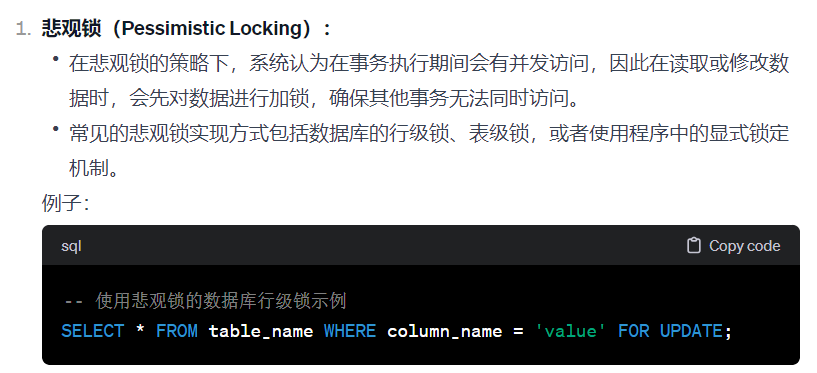 1. 悲观锁（Pessimistic Locking）：
• 在悲观锁的策略下，系统认为在事务执行期间会有并发访问，因此在读取或修改数
据时，会先对数据进行加锁，确保其他事务无法同时访问。
• 常见的悲观锁实现方式包括数据库的行级锁、表级锁，或者使用程序中的显式锁定
机制。
例子：
sql Copy code
-- 使用悲观锁的数据库行级锁示例
SELECT * FROM table_name WHERE column_name = 'value' FOR UPDATE;